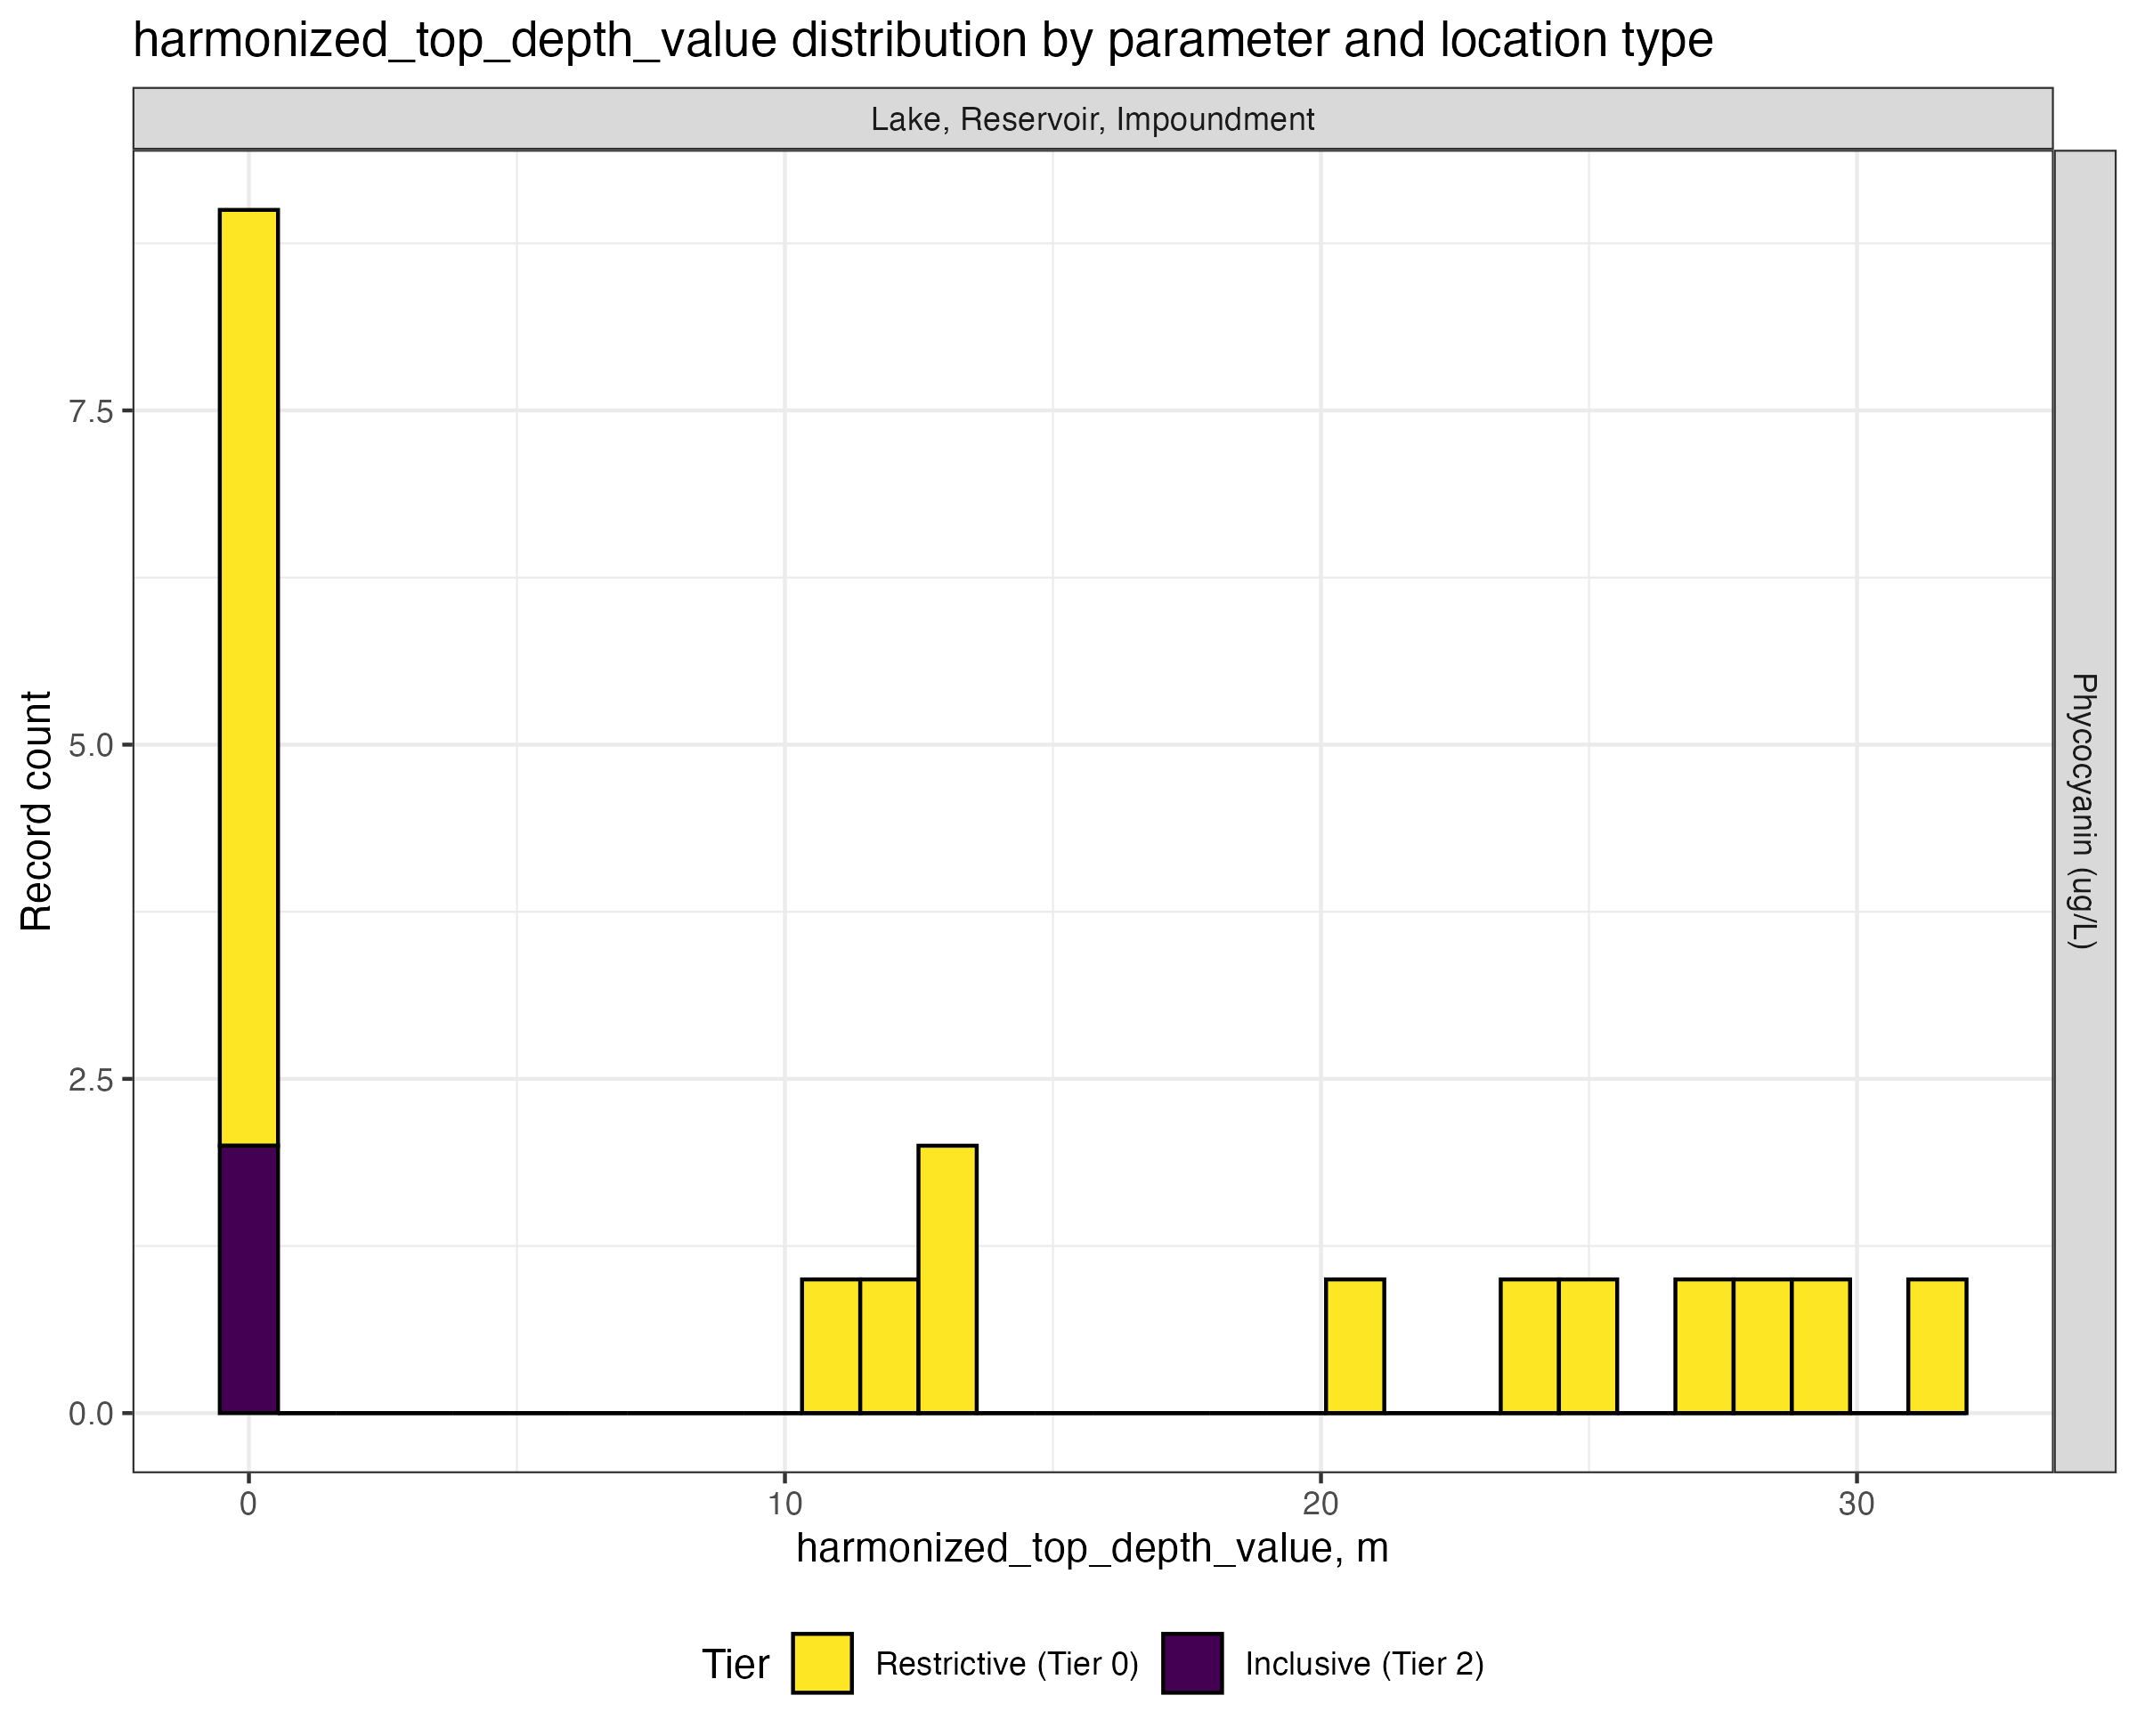 harmonized_top_depth_value distribution by parameter and location type
Lake, Reservoir, Impoundment
Phycocyanin (ug/L)
Record count
7.5
5.0
2.5
0.0
0
10
20
30
harmonized_top_depth_value, m
Tier
Restrictive (Tier 0)
Inclusive (Tier 2)